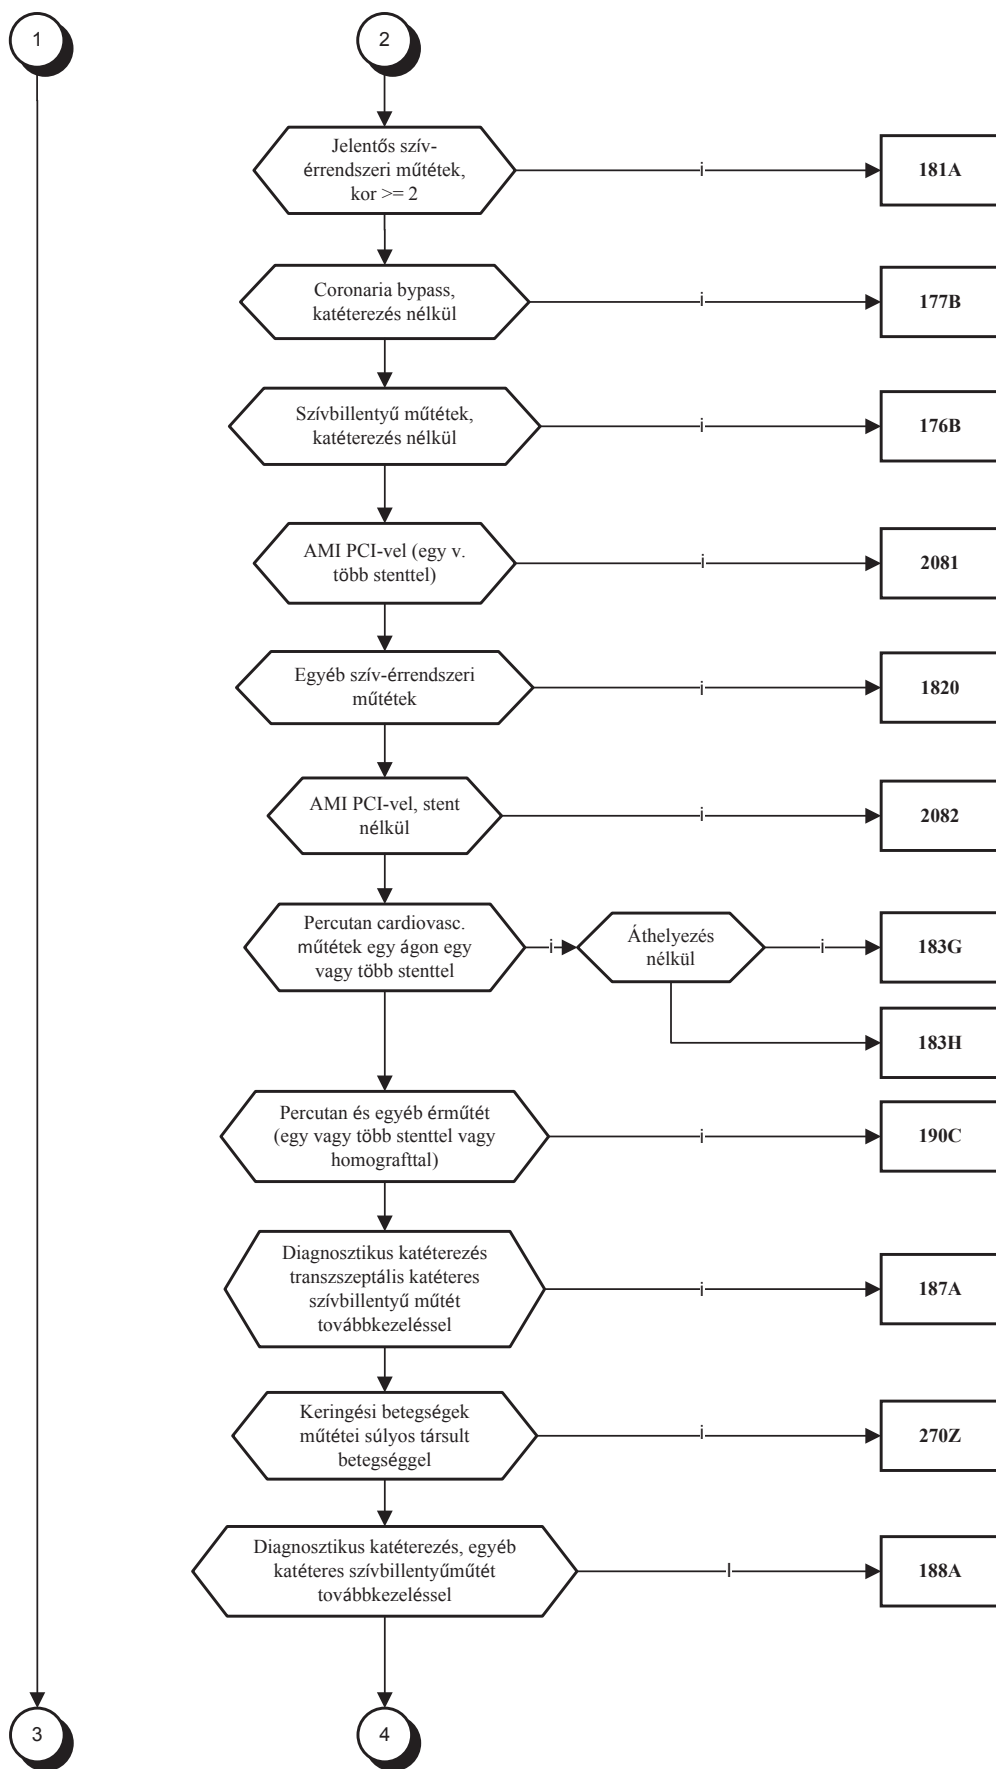 1
2
Jelentős szív-
érrendszeri műtétek,
kor >= 2
i
181A
Coronaria bypass,
katéterezés nélkül
i
177B
Szívbillentyű műtétek,
katéterezés nélkül
i
176B
AMI PCI-vel (egy v.
több stenttel)
i
2081
Egyéb szív-érrendszeri
műtétek
i
1820
AMI PCI-vel, stent
nélkül
i
2082
Percutan cardiovasc.
műtétek egy ágon egy
vagy több stenttel
i
Áthelyezés
nélkül
i
183G
183H
Percutan és egyéb érműtét
(egy vagy több stenttel vagy
homografttal)
i
190C
Diagnosztikus katéterezés
transzszeptális katéteres
szívbillentyű műtét
továbbkezeléssel
i
187A
Keringési betegségek
műtétei súlyos társult
betegséggel
i
270Z
Diagnosztikus katéterezés, egyéb
katéteres szívbillentyűműtét
továbbkezeléssel
I
188A
3
4